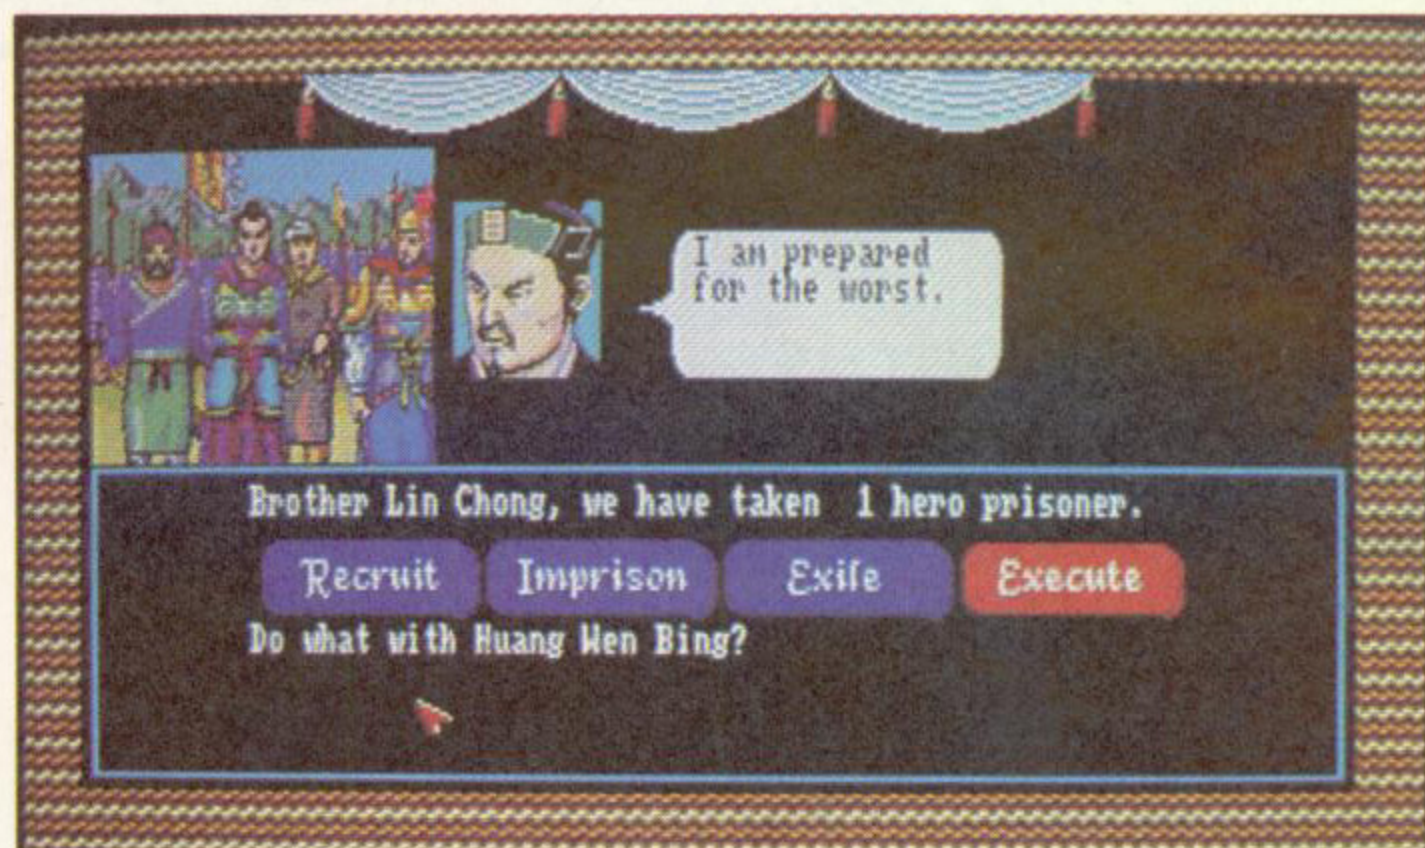 I am prepared
for the worst.
Brother Lin Chong, we have taken 1 hero prisoner.
Recruit Imprison Exile Execute
Do what with Huang Wen Bing?